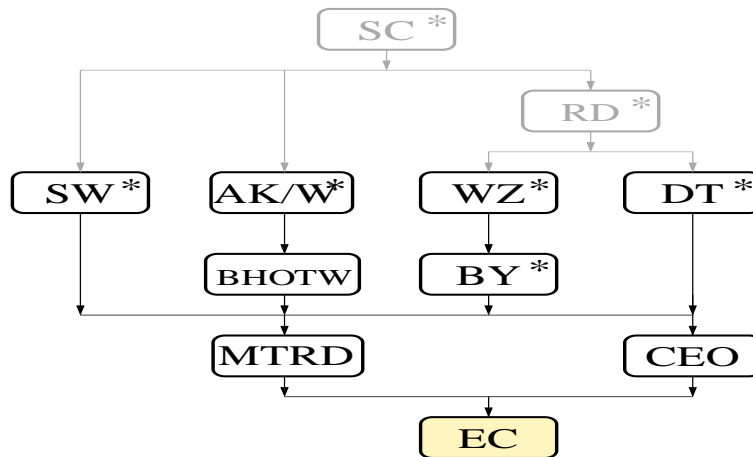 SC *
RD *
SW * AK/W* WZ * DT *
BHOTW BY *
MTRD CEO
EC